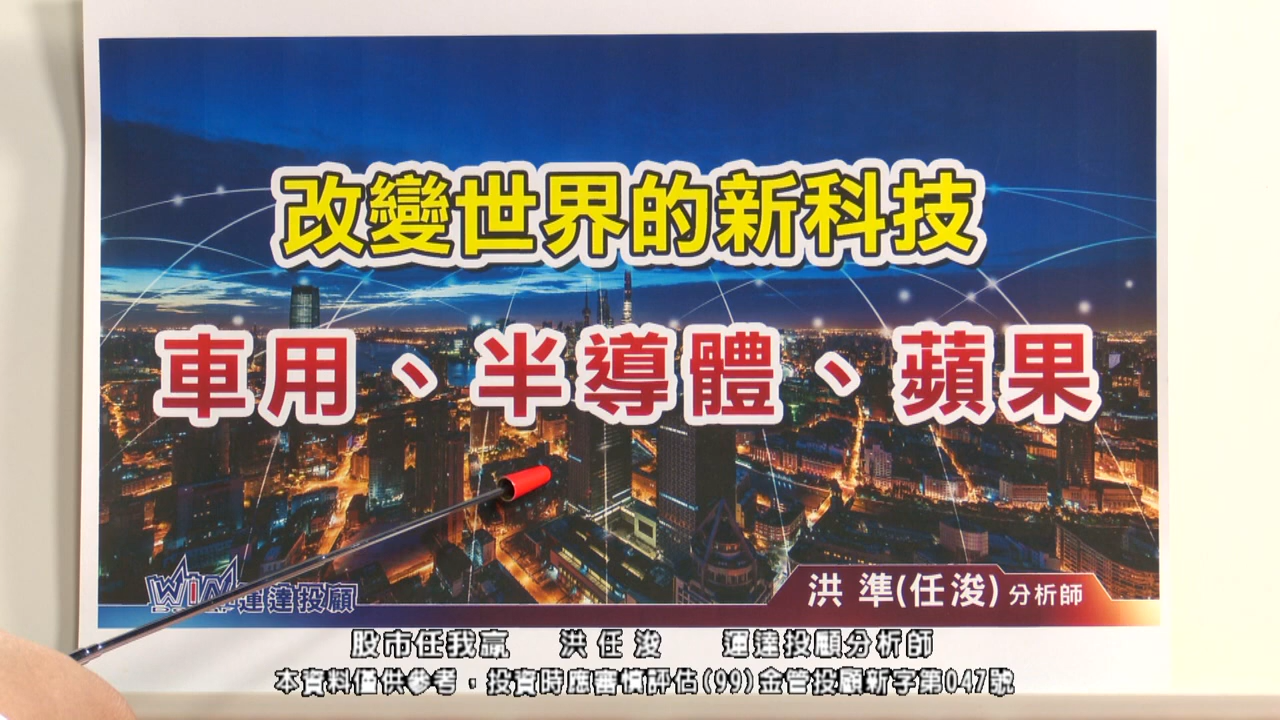 改變世界的新科技
車用、半導體、蘋果
WIN 運達投顧
洪 準(任浚)分析師
股市任我贏 洪任浚 運達投顧分析師
本資料僅供參考，投資時應審慎評估(99)金管投顧新字第047號